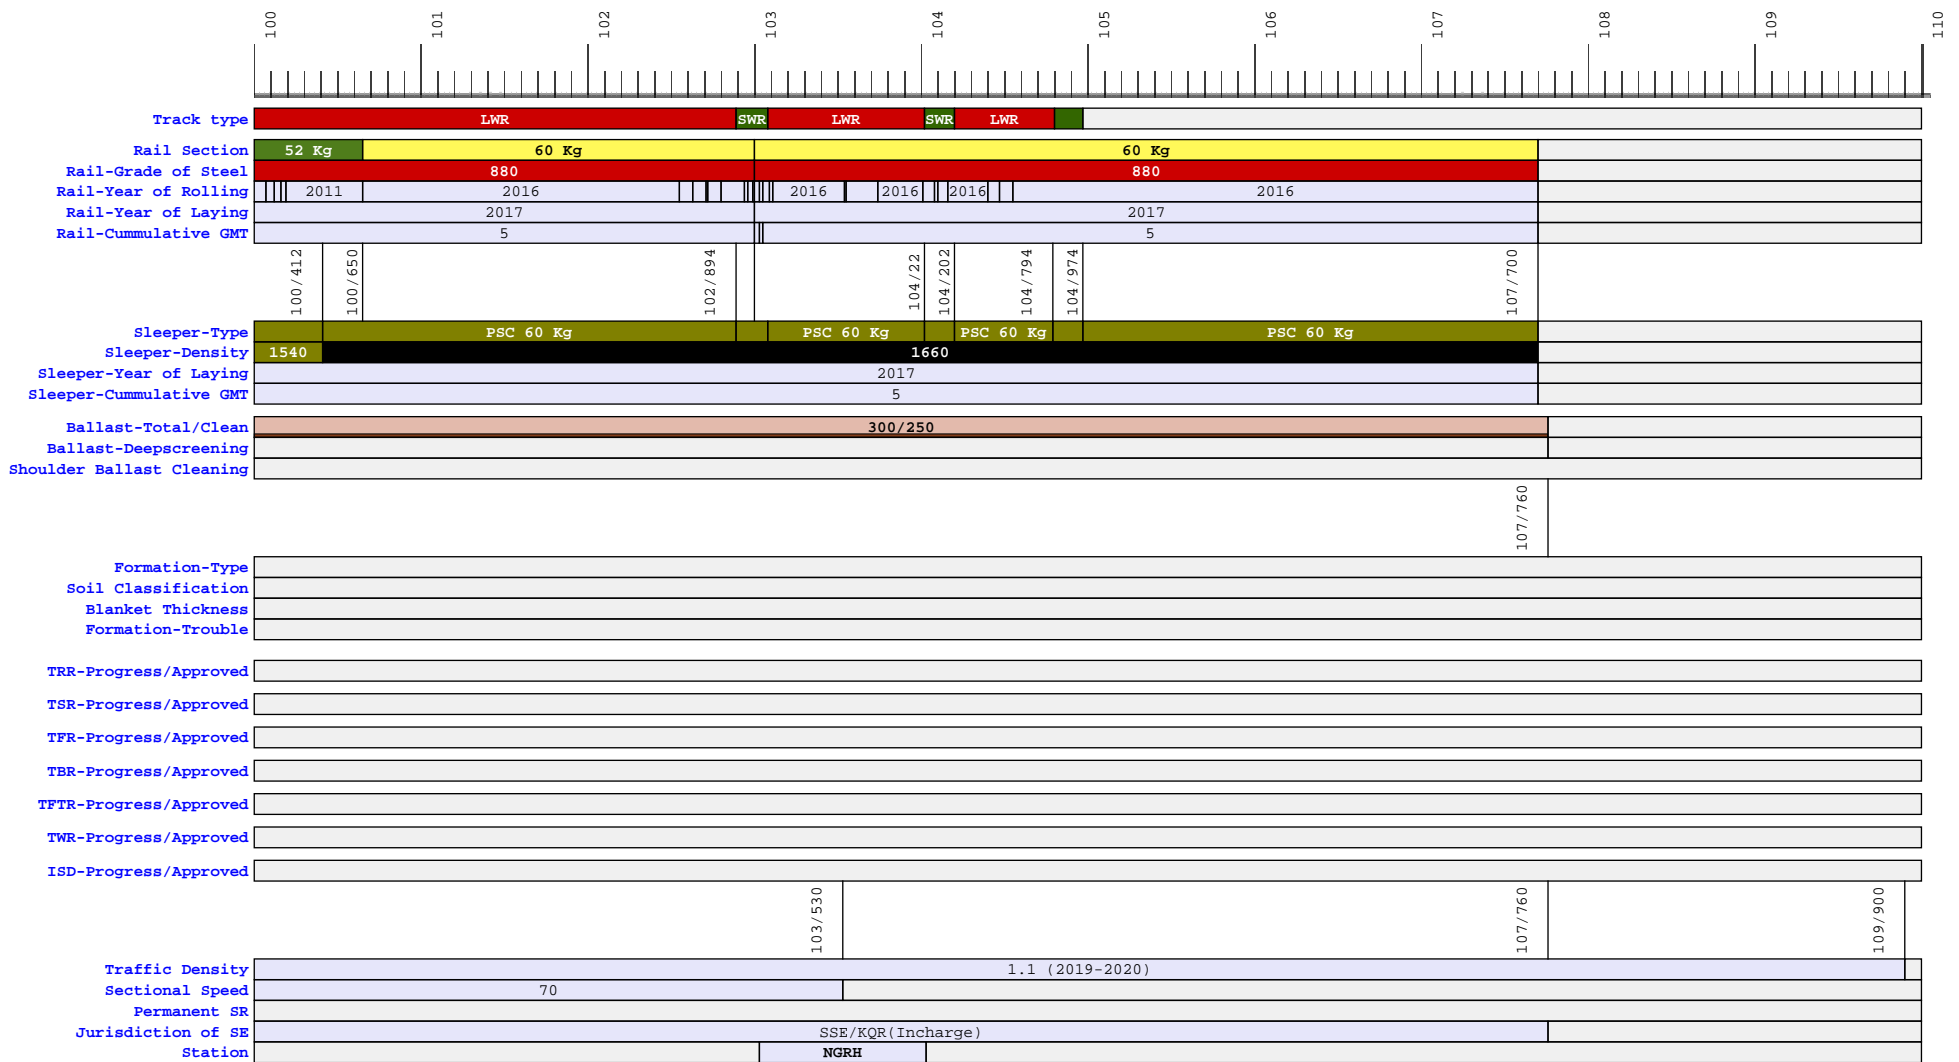 100 101 102 103 104 105 106 107 108 109 110
Track type LWR SWR LWR SWR LWR
Rail Section 52 Kg 60 Kg 60 Kg
Rail-Grade of Steel 880 880
Rail-Year of Rolling 2011 2016 2016 2016 2016 2016
Rail-Year of Laying 2017 2017
Rail-Cummulative GMT 5 5
100/412 100/650 102/894 104/22 104/202 104/794 104/974 107/700
Sleeper-Type PSC 60 Kg PSC 60 Kg PSC 60 Kg PSC 60 Kg
Sleeper-Density 1540 1660
Sleeper-Year of Laying 2017
Sleeper-Cummulative GMT 5
Ballast-Total/Clean 300/250
Ballast-Deepscreening
Shoulder Ballast Cleaning
107/760
Formation-Type
Soil Classification
Blanket Thickness
Formation-Trouble
TRR-Progress/Approved
TSR-Progress/Approved
TFR-Progress/Approved
TBR-Progress/Approved
TFTR-Progress/Approved
TWR-Progress/Approved
ISD-Progress/Approved
103/530 107/760 109/900
Traffic Density 1.1 (2019-2020)
Sectional Speed 70
Permanent SR
Jurisdiction of SE SSE/KQR(Incharge)
Station NGRH